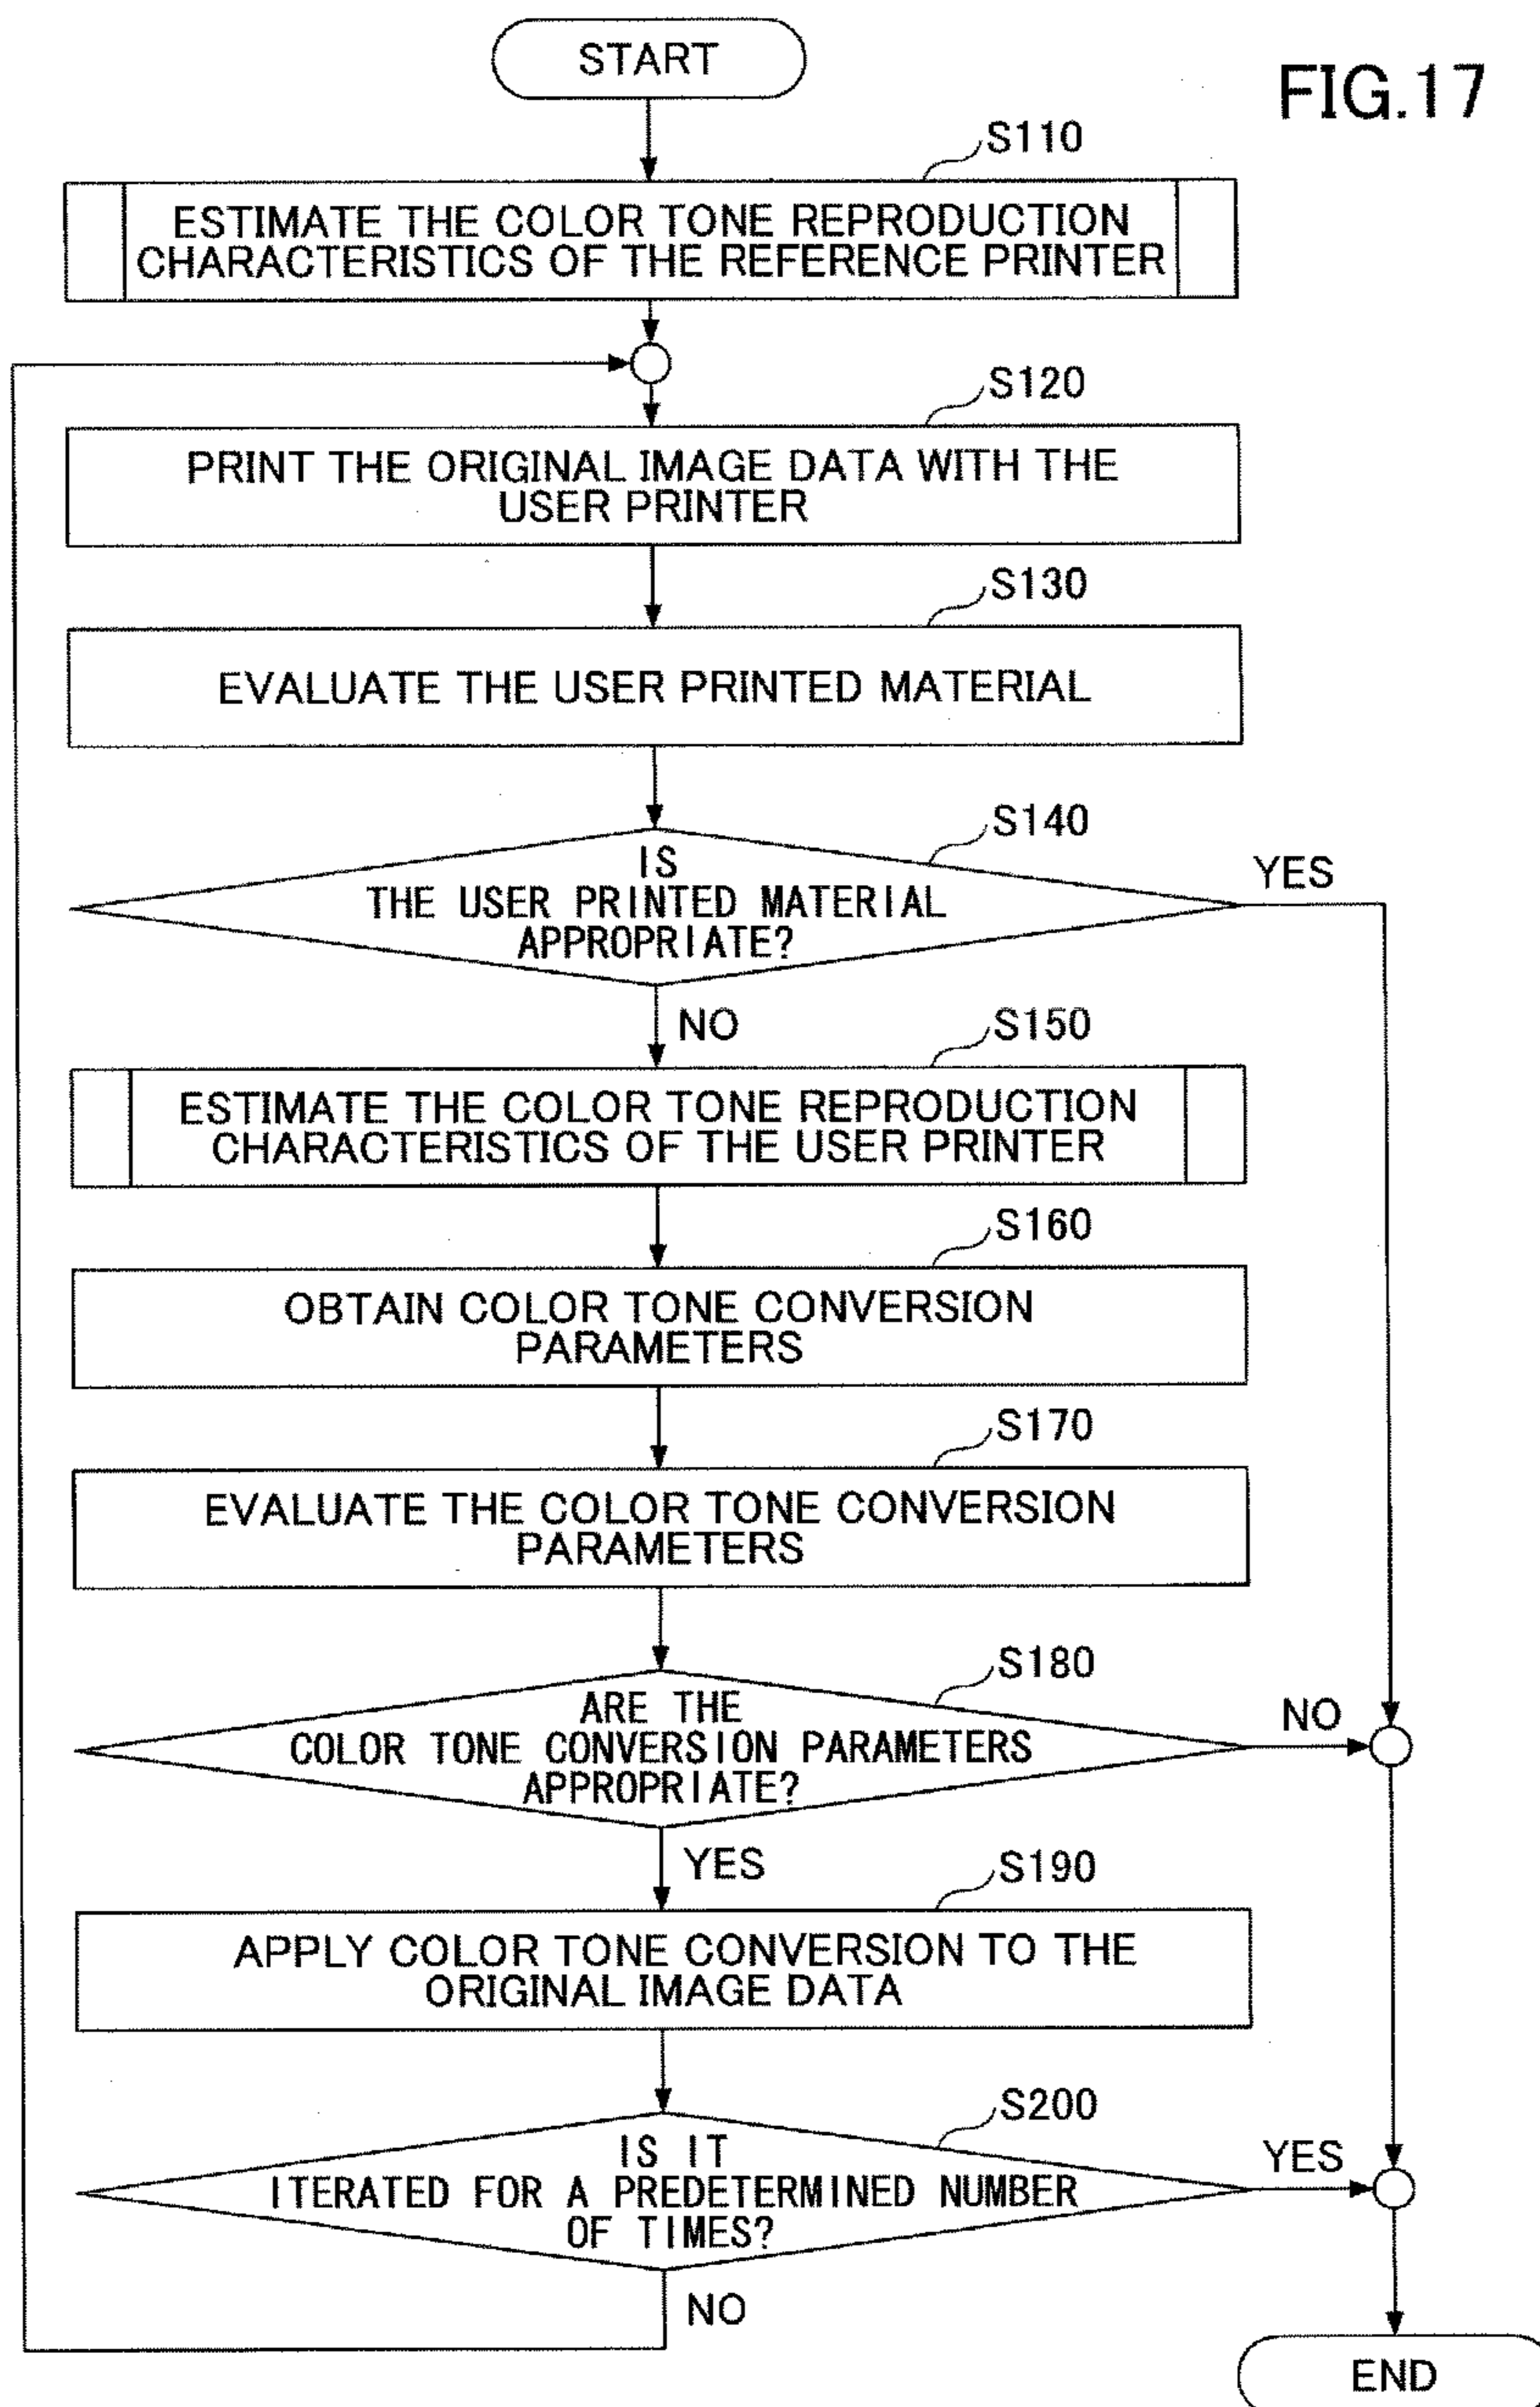 START
FIG.17
S110
ESTIMATE THE COLOR TONE REPRODUCTION
CHARACTERISTICS OF THE REFERENCE PRINTER
S120
PRINT THE ORIGINAL IMAGE DATA WITH THE
USER PRINTER
S130
EVALUATE THE USER PRINTED MATERIAL
S140
IS
THE USER PRINTED MATERIAL
APPROPRIATE?
YES
NO
S150
ESTIMATE THE COLOR TONE REPRODUCTION
CHARACTERISTICS OF THE USER PRINTER
S160
OBTAIN COLOR TONE CONVERSION
PARAMETERS
S170
EVALUATE THE COLOR TONE CONVERSION
PARAMETERS
S180
ARE THE
COLOR TONE CONVERSION PARAMETERS
APPROPRIATE?
NO
YES
S190
APPLY COLOR TONE CONVERSION TO THE
ORIGINAL IMAGE DATA
S200
IS IT
ITERATED FOR A PREDETERMINED NUMBER
OF TIMES?
YES
NO
END